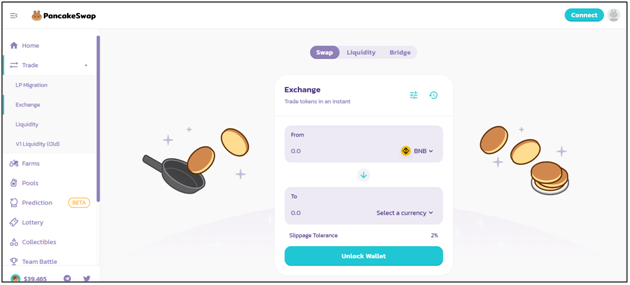 PancakeSwap
Connect
Home
Trade
LP Migration
Exchange
Liquidity
V1 Liquidity (Old)
Farms
Pools
Prediction BETA
Lottery
Collectibles
Team Battle
$39.465
Swap Liquidity Bridge
Exchange
Trade tokens in an instant
From
0.0 BNB
To
0.0 Select a currency
Slippage Tolerance 2%
Unlock Wallet